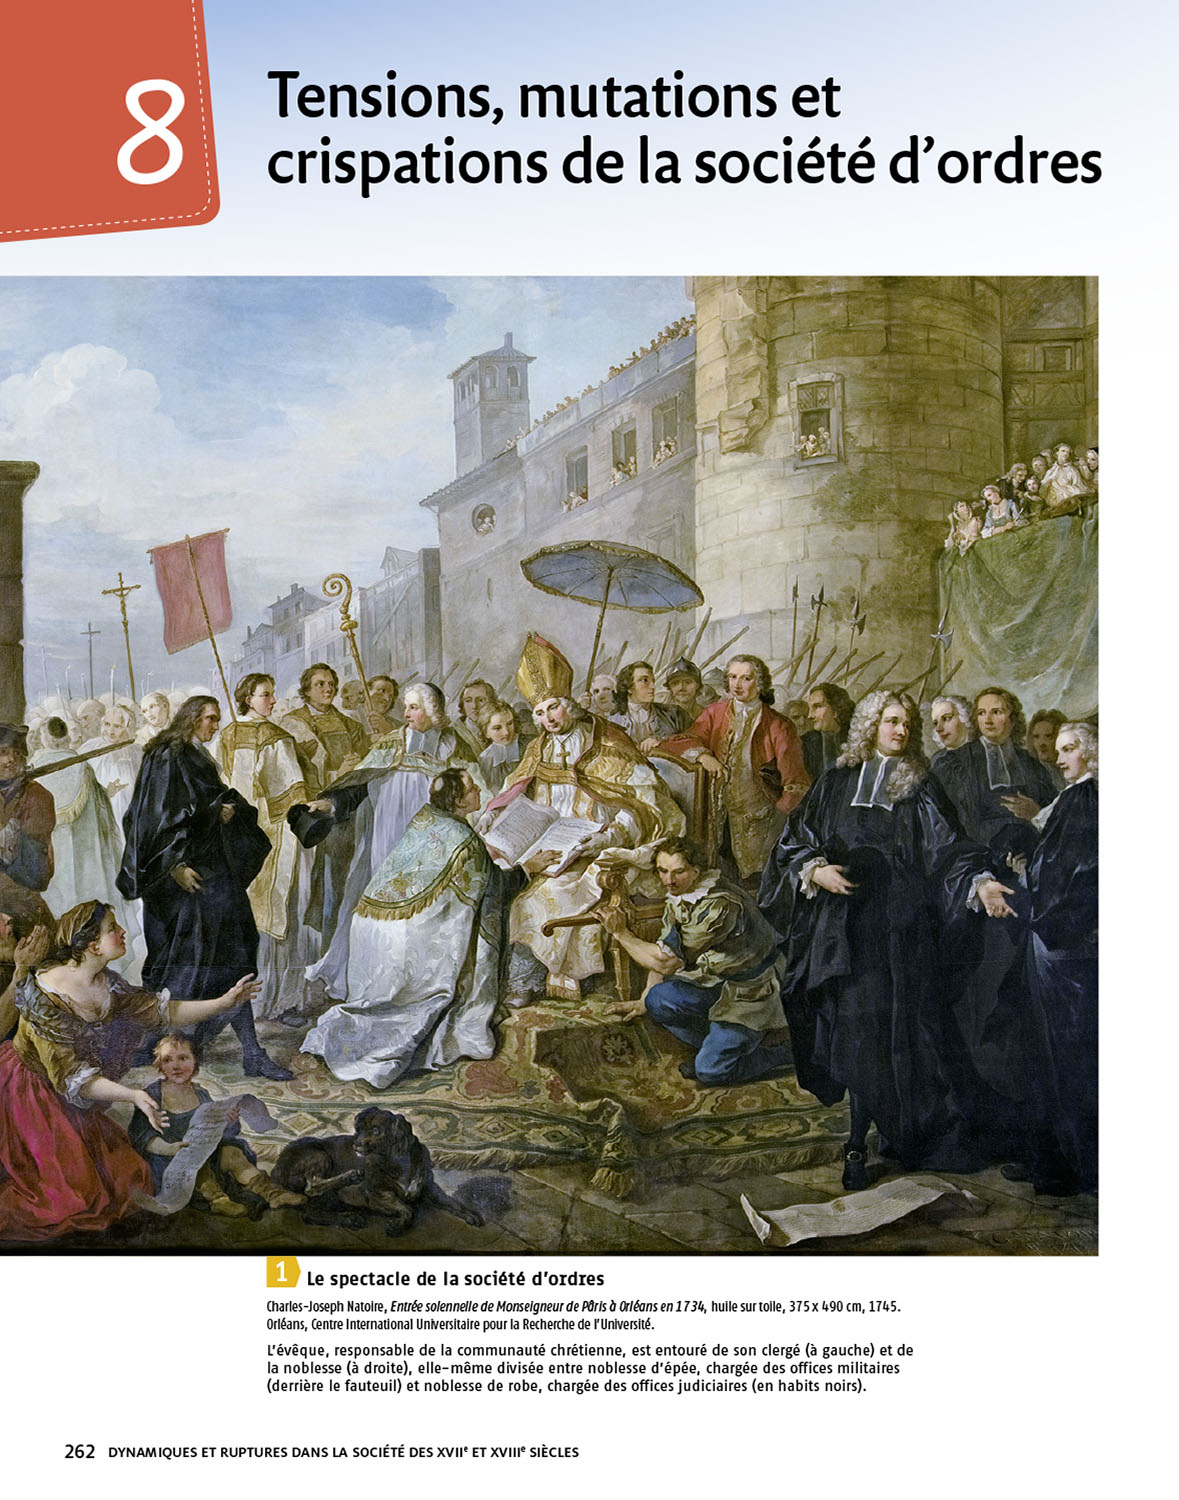 8
Tensions, mutations et
crispations de la société d’ordres
1 Le spectacle de la société d’ordres
Charles-Joseph Natoire, Entrée solennelle de Monseigneur de Pâris à Orléans en 1734, huile sur toile, 375 x 490 cm, 1745.
Orléans, Centre International Universitaire pour la Recherche de l’Université.
L’évêque, responsable de la communauté chrétienne, est entouré de son clergé (à gauche) et de
la noblesse (à droite), elle-même divisée entre noblesse d’épée, chargée des offices militaires
(derrière le fauteuil) et noblesse de robe, chargée des offices judiciaires (en habits noirs).
262 DYNAMIQUES ET RUPTURES DANS LA SOCIÉTÉ DES XVIIe ET XVIIIe SIÈCLES